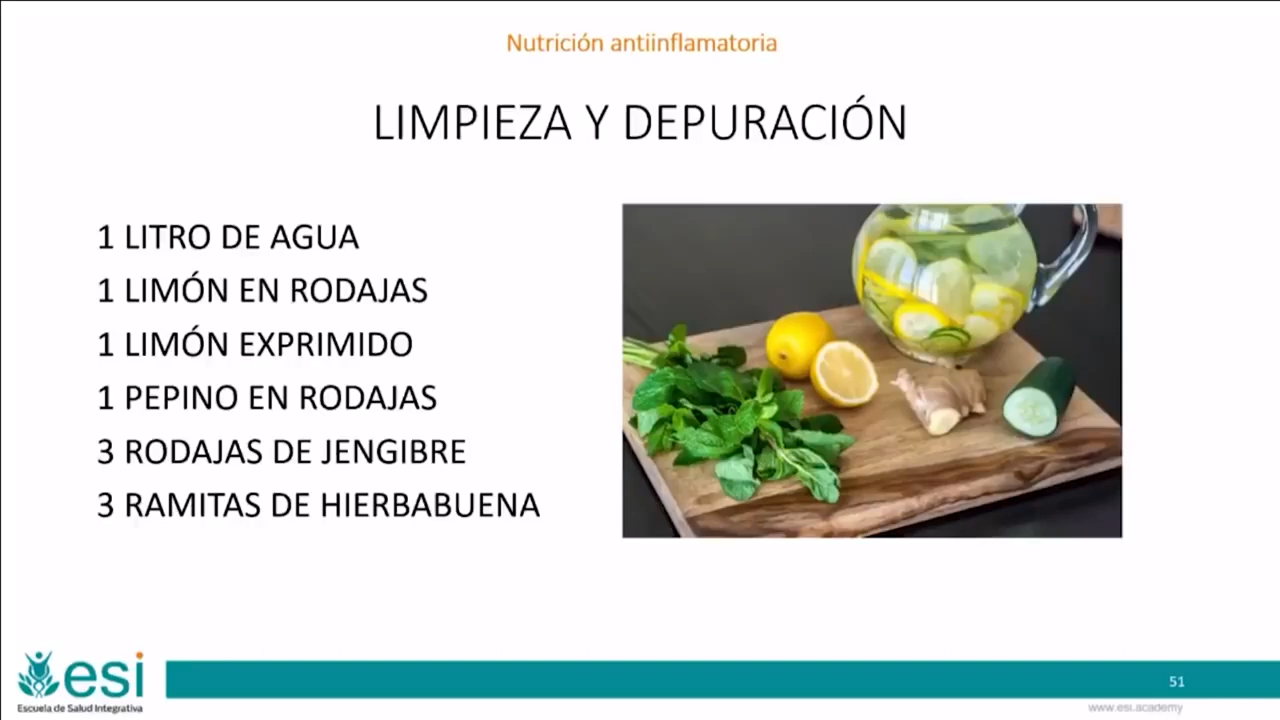 Nutrición antiinflamatoria
LIMPIEZA Y DEPURACIÓN
1 LITRO DE AGUA
1 LIMÓN EN RODAJAS
1 LIMÓN EXPRIMIDO
1 PEPINO EN RODAJAS
3 RODAJAS DE JENGIBRE
3 RAMITAS DE HIERBABUENA
esi
Escuela de Salud Integrativa
51
www.esi.academy